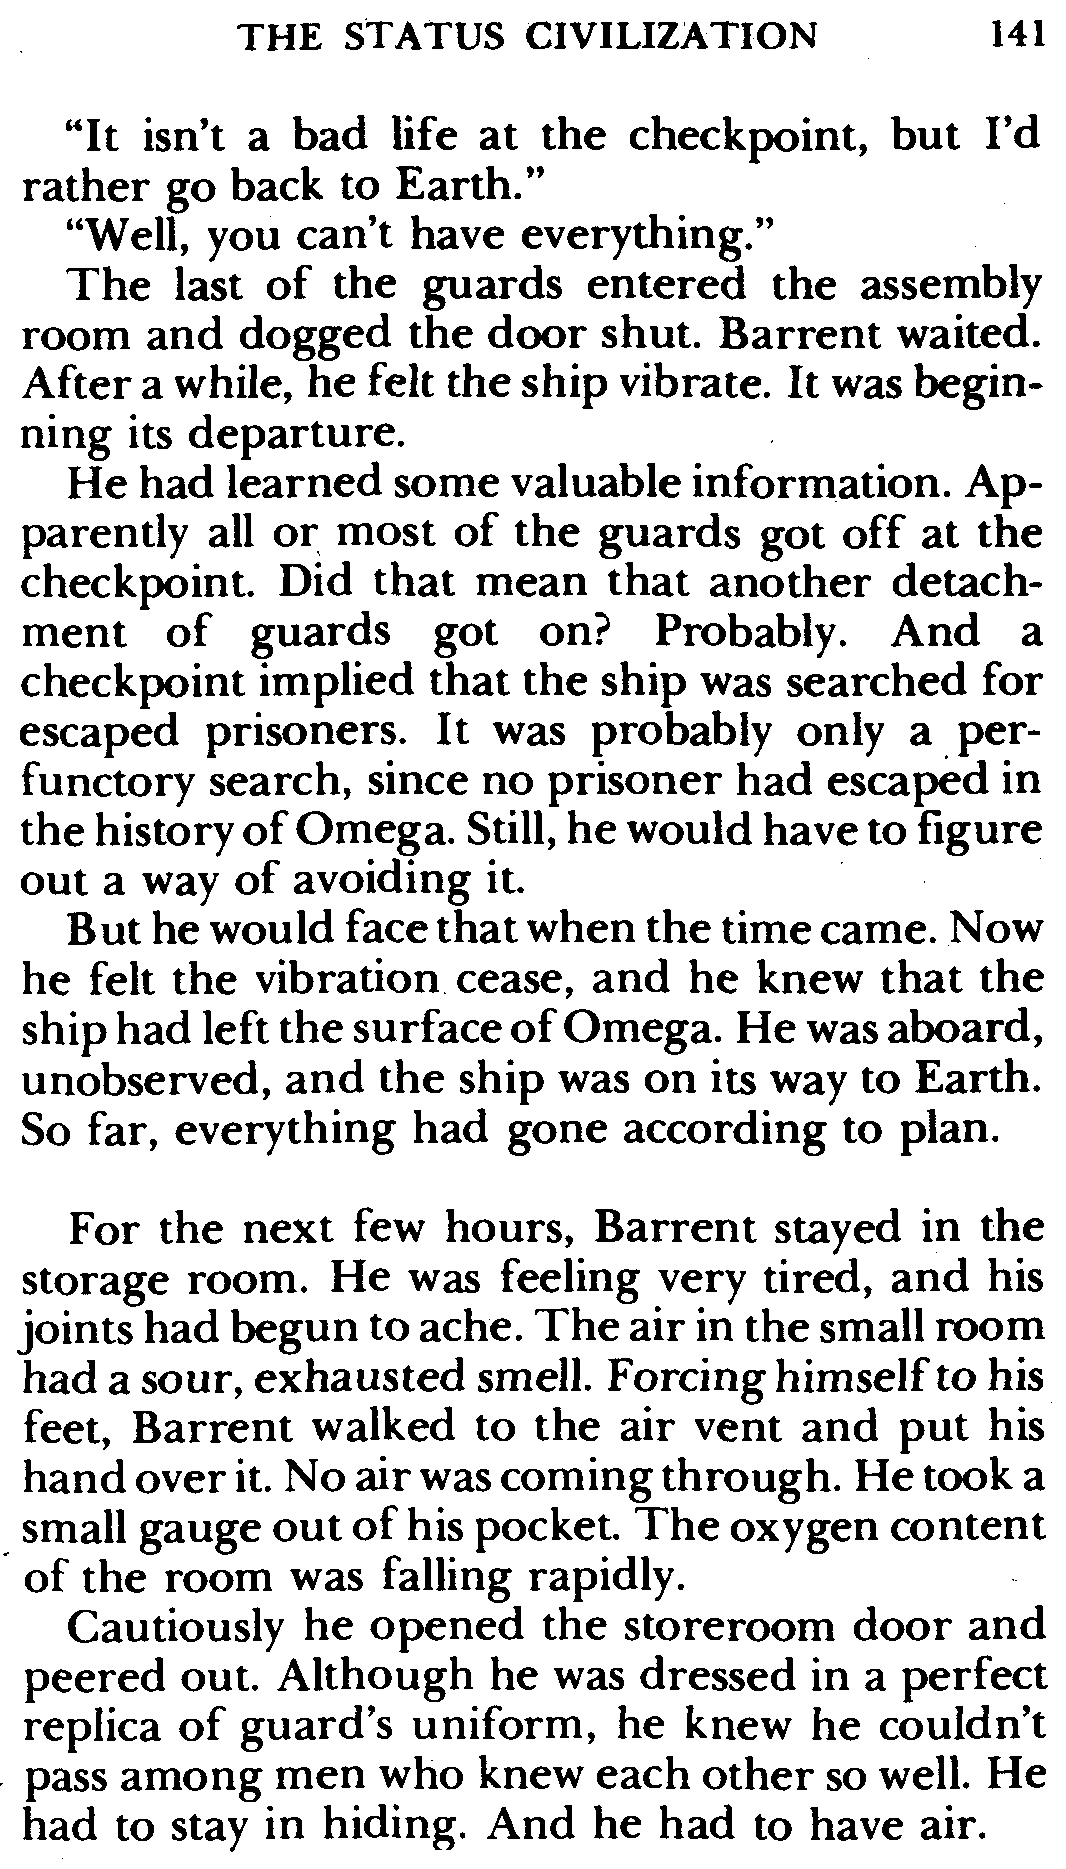 THE STATUS CIVILIZATION 141
“It isn't a bad life at the checkpoint, but I'd
rather go back to Earth.”
“Well, you can't have everything.”
The last of the guards entered the assembly
room and dogged the door shut. Barrent waited.
After a while, he felt the ship vibrate. It was begin-
ning its departure.
He had learned some valuable information. Ap-
parently all or most of the guards got off at the
checkpoint. Did that mean that another detach-
ment of guards got on? Probably. And a
checkpoint implied that the ship was searched for
escaped prisoners. It was probably only a per-
functory search, since no prisoner had escaped in
the history of Omega. Still, he would have to figure
out a way of avoiding it.
But he would face that when the time came. Now
he felt the vibration cease, and he knew that the
ship had left the surface of Omega. He was aboard,
unobserved, and the ship was on its way to Earth.
So far, everything had gone according to plan.
For the next few hours, Barrent stayed in the
storage room. He was feeling very tired, and his
joints had begun to ache. The air in the small room
had a sour, exhausted smell. Forcing himself to his
feet, Barrent walked to the air vent and put his
hand over it. No air was coming through. He took a
small gauge out of his pocket. The oxygen content
of the room was falling rapidly.
Cautiously he opened the storeroom door and
peered out. Although he was dressed in a perfect
replica of guard's uniform, he knew he couldn't
pass among men who knew each other so well. He
had to stay in hiding. And he had to have air.